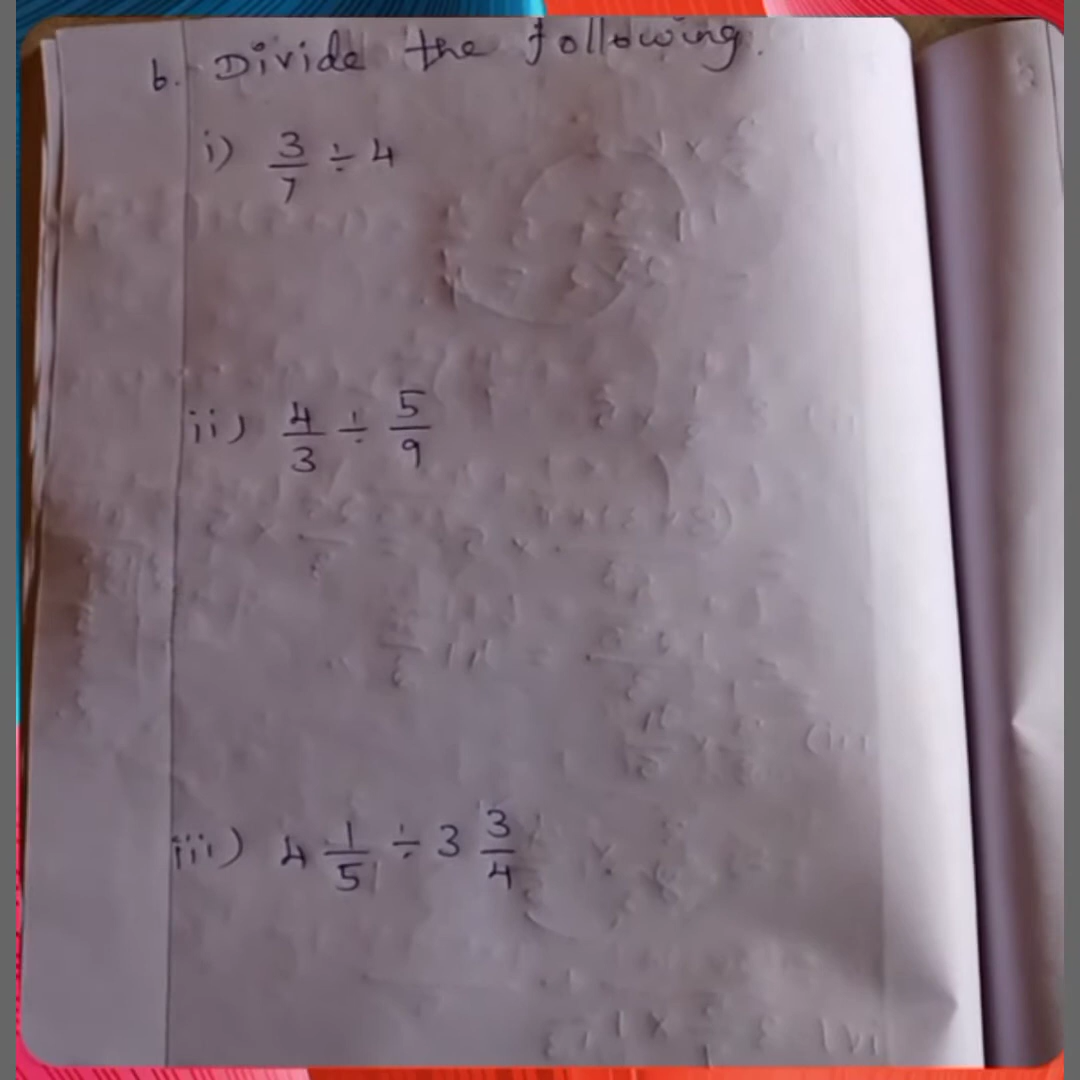 6. Divide the following.
i) 3/7 ÷ 4
ii) 4/3 ÷ 5/9
iii) 4 1/5 ÷ 3 3/4